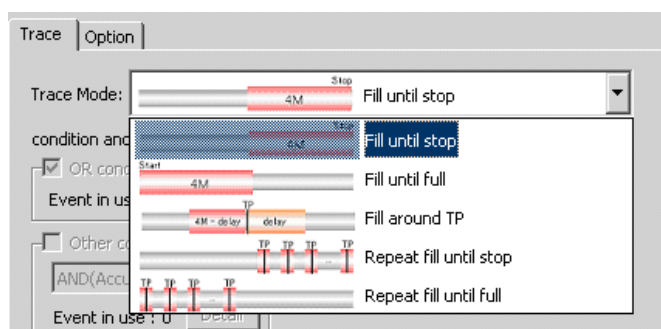 Trace Option
Trace Mode: Stop 4M Fill until stop
condition and Stop 4M Fill until stop
OR cond Start 4M Fill until full
Event in us TP 4M - delay delay Fill around TP
Other co TP TP TP .. TP Repeat fill until stop
AND(Accu TP TP TP .. TP Repeat fill until full
Event in use : 0 Detail